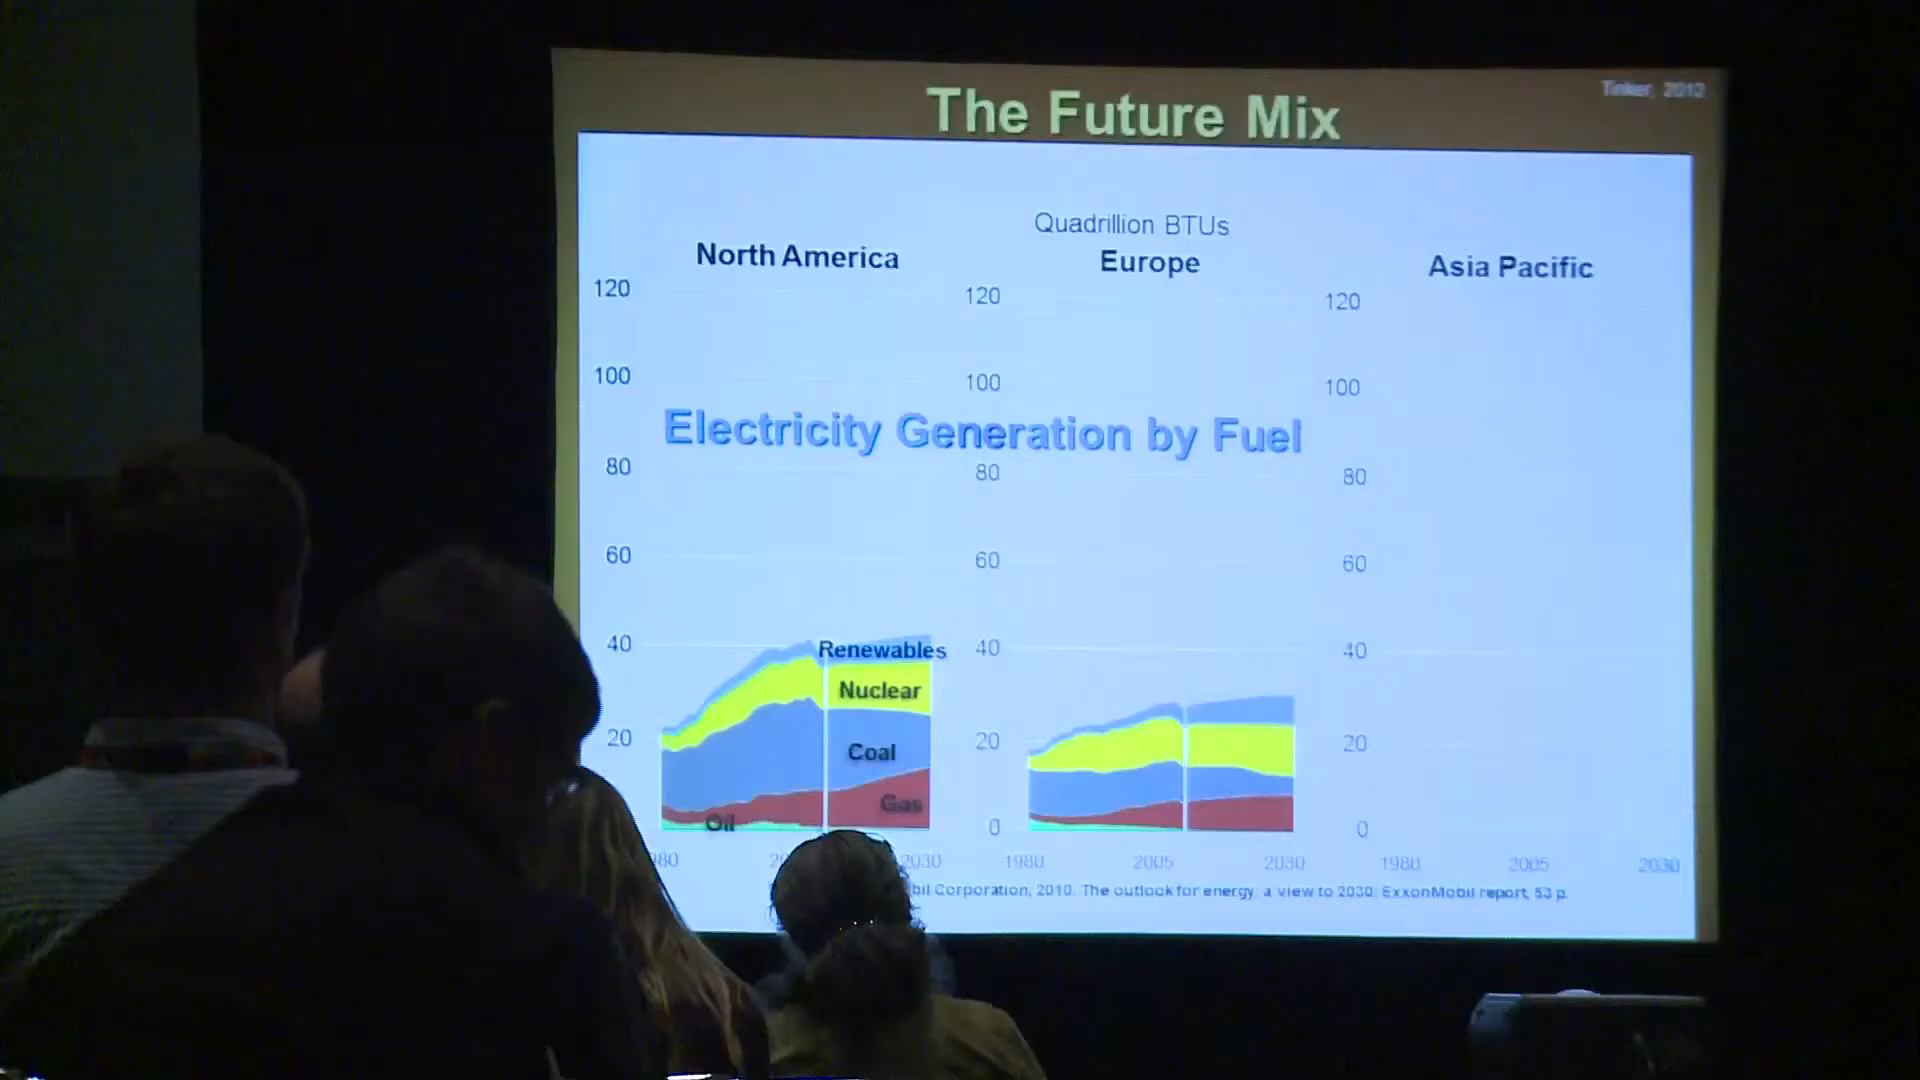 Tinker, 2012
The Future Mix
Quadrillion BTUs
North America
Europe
Asia Pacific
120
120
120
100
100
100
Electricity Generation by Fuel
80
80
80
60
60
60
40
Renewables
40
40
Nuclear
20
Coal
20
20
Gas
Oil
0
0
80
2030
1980
2005
2030
1980
2005
2030
bil Corporation, 2010. The outlook for energy: a view to 2030: ExxonMobil report, 53 p.